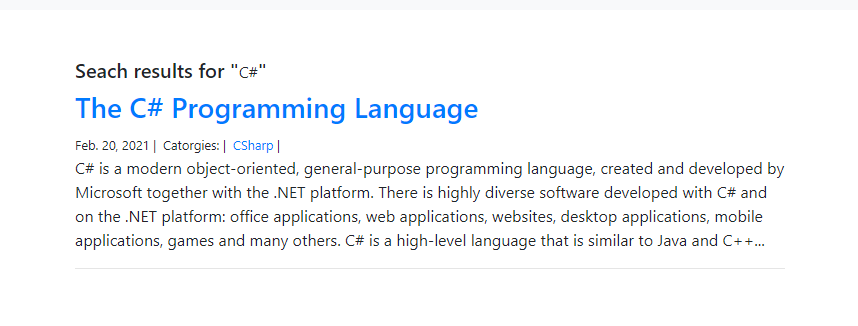 Seach results for "C#"
The C# Programming Language
Feb. 20, 2021 | Catorgies: | CSharp |
C# is a modern object-oriented, general-purpose programming language, created and developed by
Microsoft together with the .NET platform. There is highly diverse software developed with C# and
on the .NET platform: office applications, web applications, websites, desktop applications, mobile
applications, games and many others. C# is a high-level language that is similar to Java and C++...